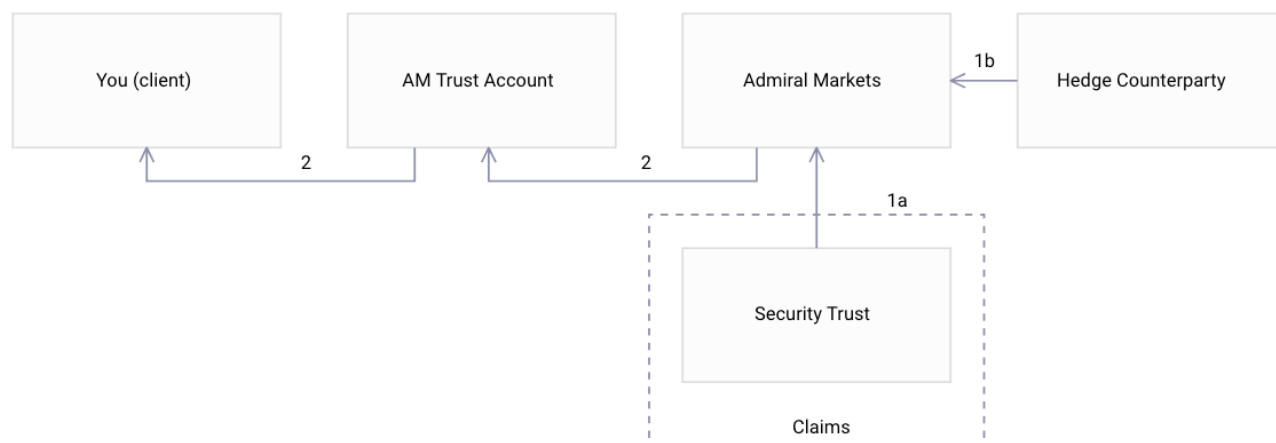 You (client)
AM Trust Account
Admiral Markets
1b
Hedge Counterparty
2
2
1a
Security Trust
Claims